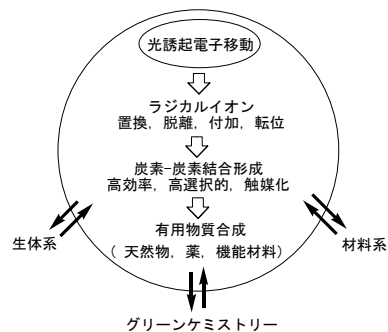 光誘起電子移動
ラジカルイオン
置換, 脱離, 付加, 転位
炭素-炭素結合形成
高効率, 高選択的, 触媒化
有用物質合成
( 天然物, 薬, 機能材料)
生体系
材料系
グリーンケミストリー